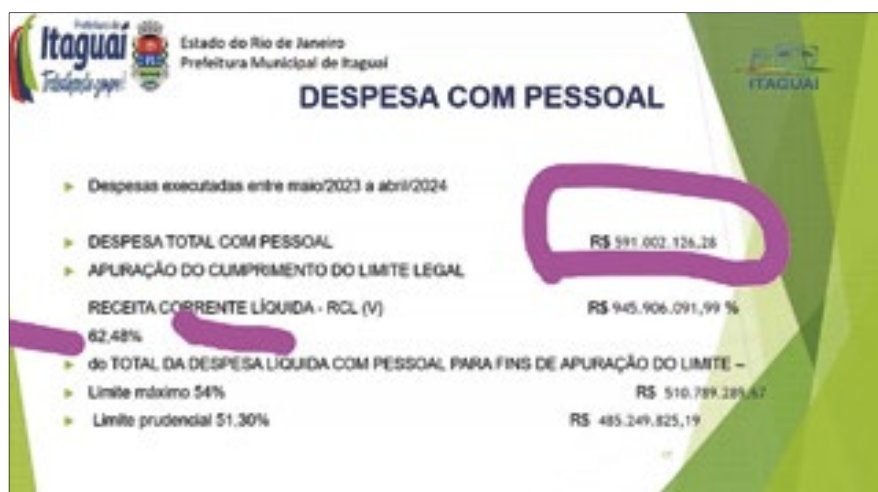 Prefeitura de
Itaguaí
Estado do Rio de Janeiro
Prefeitura Municipal de Itaguaí
ITAGUAÍ
DESPESA COM PESSOAL
Despesas executadas entre maio/2023 a abril/2024
DESPESA TOTAL COM PESSOAL R$ 591.002.126,28
APURAÇÃO DO CUMPRIMENTO DO LIMITE LEGAL
RECEITA CORRENTE LÍQUIDA - RCL (V) R$ 945.906.091,99 %
62,48%
do TOTAL DA DESPESA LÍQUIDA COM PESSOAL PARA FINS DE APURAÇÃO DO LIMITE –
Limite máximo 54% R$ 510.789.289,67
Limite prudencial 51,30% R$ 485.249.825,19